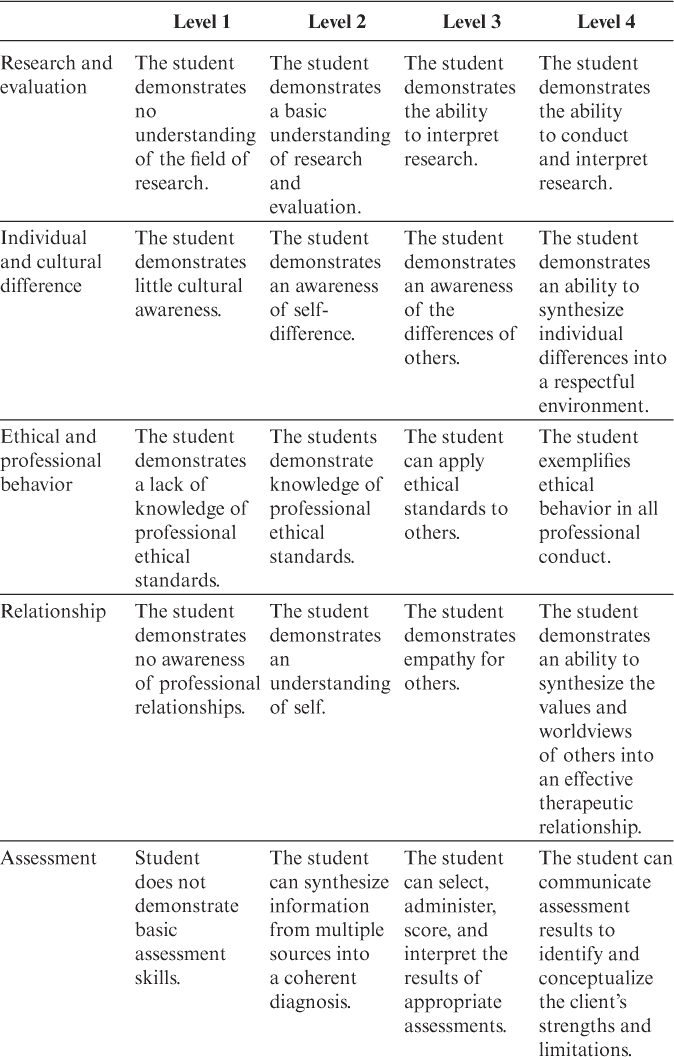 Level 1 Level 2 Level 3 Level 4
Research and evaluation
The student
demonstrates
no
understanding
of the field of
research.
The student
demonstrates
a basic
understanding
of research
and
evaluation.
The student
demonstrates
the ability
to interpret
research.
The student
demonstrates
the ability
to conduct
and interpret
research.
Individual
and cultural
difference
The student
demonstrates
little cultural
awareness.
The student
demonstrates
an awareness
of self-
difference.
The student
demonstrates
an awareness
of the
differences of
others.
The student
demonstrates
an ability to
synthesize
individual
differences into
a respectful
environment.
Ethical and
professional
behavior
The student
demonstrates
a lack of
knowledge of
professional
ethical
standards.
The students
demonstrate
knowledge of
professional
ethical
standards.
The student
can apply
ethical
standards to
others.
The student
exemplifies
ethical
behavior in all
professional
conduct.
Relationship
The student
demonstrates
no awareness
of professional
relationships.
The student
demonstrates
an
understanding
of self.
The student
demonstrates
empathy for
others.
The student
demonstrates
an ability to
synthesize the
values and
worldviews
of others into
an effective
therapeutic
relationship.
Assessment
Student
does not
demonstrate
basic
assessment
skills.
The student
can synthesize
information
from multiple
sources into
a coherent
diagnosis.
The student
can select,
administer,
score, and
interpret the
results of
appropriate
assessments.
The student can
communicate
assessment
results to
identify and
conceptualize
the client's
strengths and
limitations.